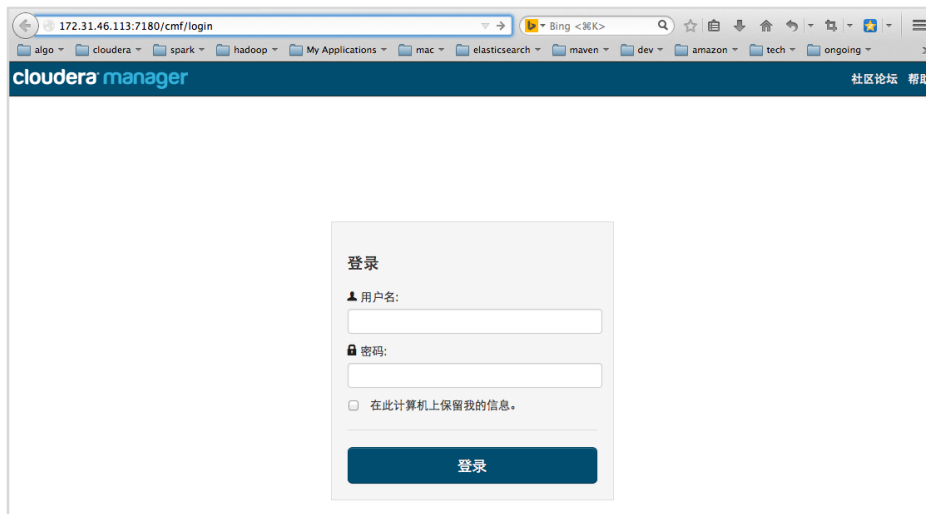 172.31.46.113:7180/cmf/login
Bing <⌘K>
algo cloudera spark hadoop My Applications mac elasticsearch maven dev amazon tech ongoing
cloudera manager
社区论坛 帮助
登录
用户名:
密码:
在此计算机上保留我的信息。
登录